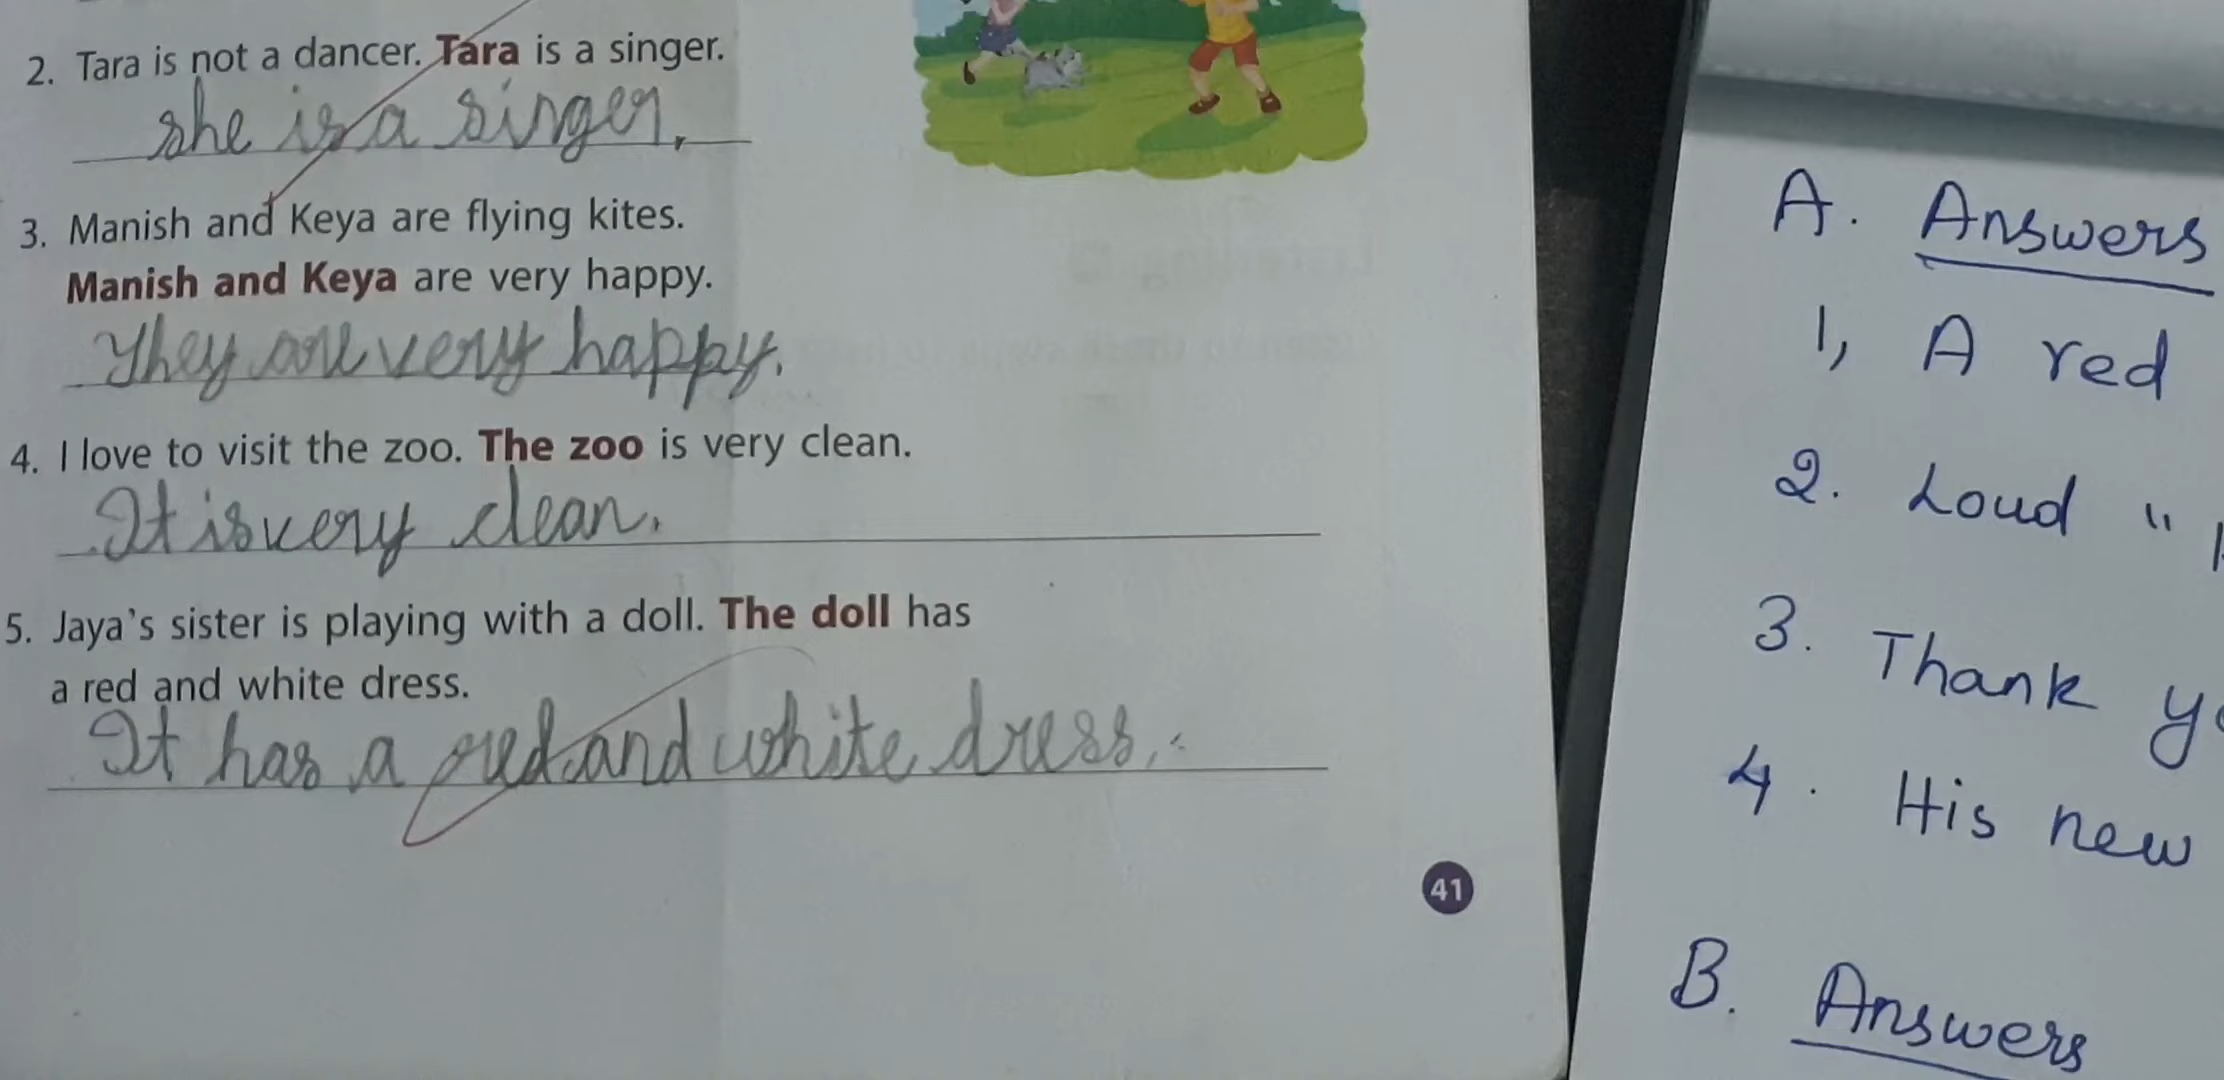 2. Tara is not a dancer. Tara is a singer.
she is a singer.
3. Manish and Keya are flying kites.
Manish and Keya are very happy.
They are very happy.
4. I love to visit the zoo. The zoo is very clean.
It is very clean.
5. Jaya's sister is playing with a doll. The doll has
a red and white dress.
It has a red and white dress.
41
A. Answers
1, A red
2. Loud "
3. Thank
4. His new
B. Answers